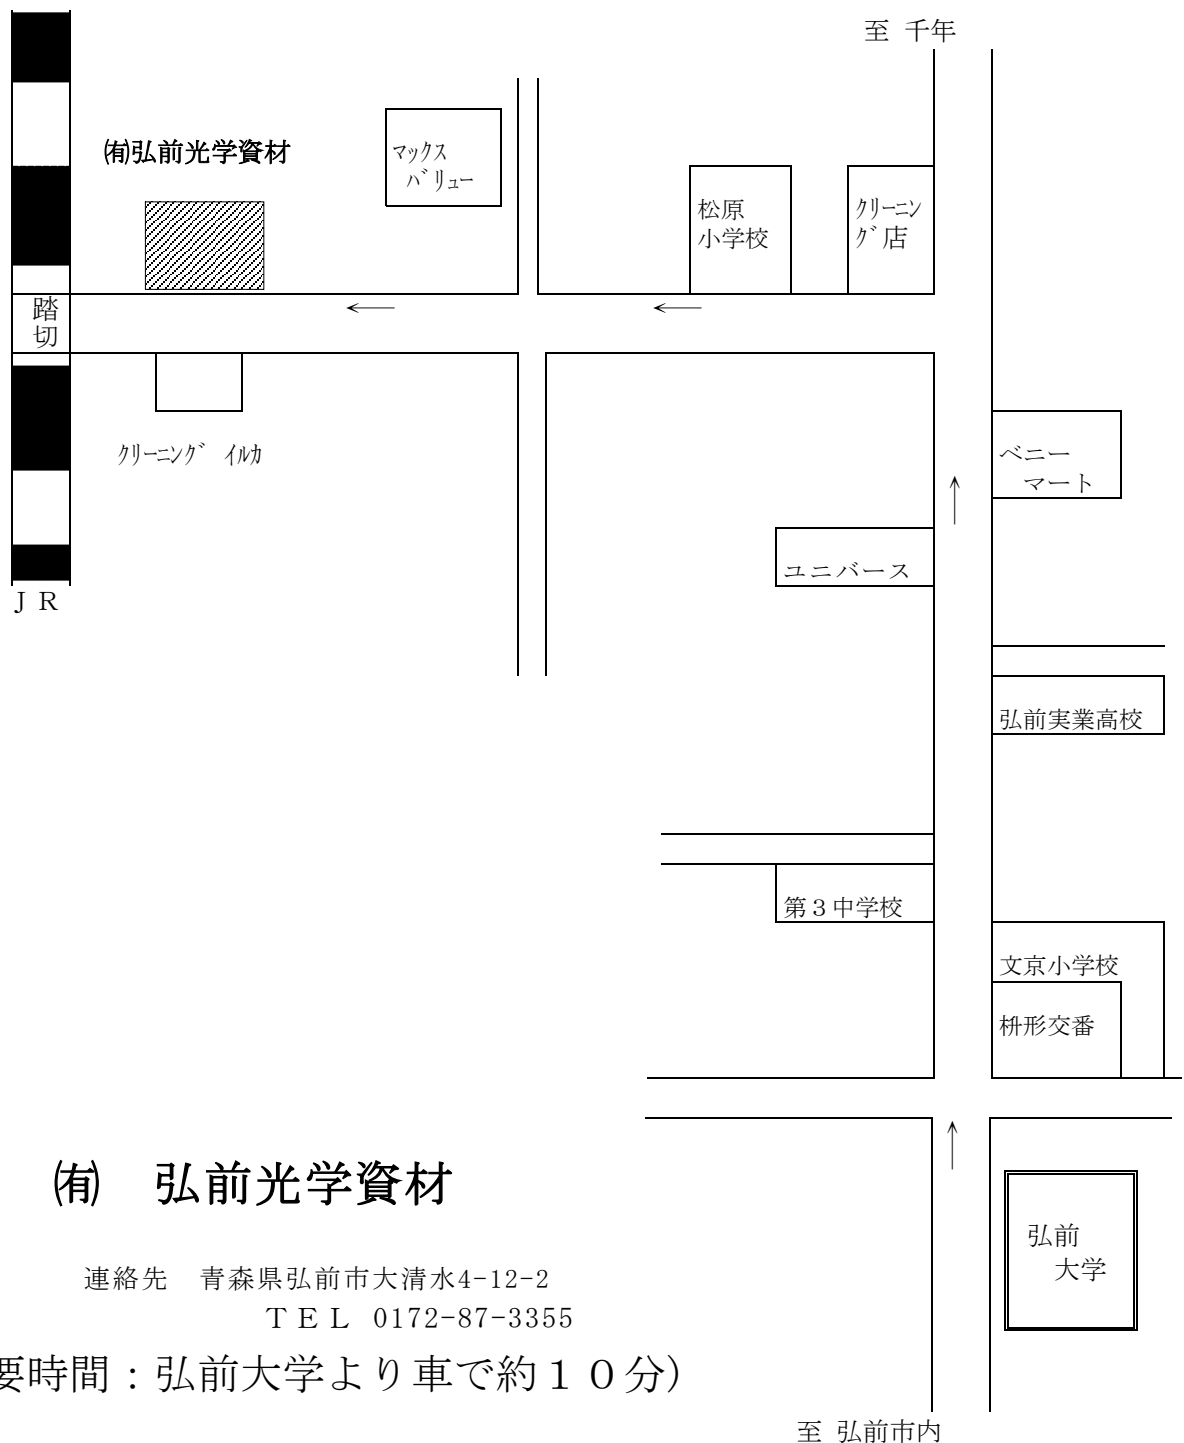 至 千年
㈲弘前光学資材
マックス
バリュー
松原
小学校
クリーニン
グ店
踏
切
クリーニング イルカ
ベニー
マート
ユニバース
ＪＲ
弘前実業高校
第３中学校
文京小学校
枡形交番
㈲　弘前光学資材
弘前
大学
連絡先　青森県弘前市大清水4-12-2
ＴＥＬ 0172-87-3355
要時間：弘前大学より車で約１０分）
至 弘前市内